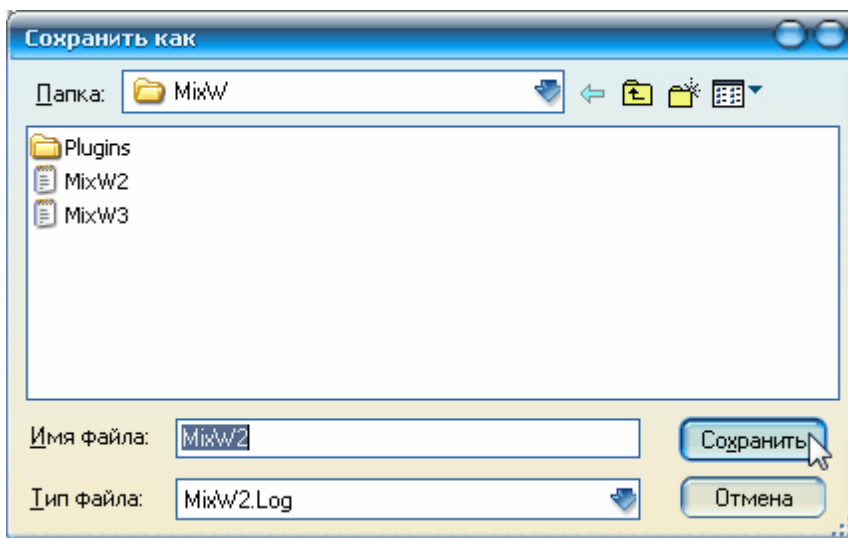 Сохранить как
Папка: MixW
Plugins
MixW2
MixW3
Имя файла: MixW2 Сохранить
Тип файла: MixW2.Log Отмена